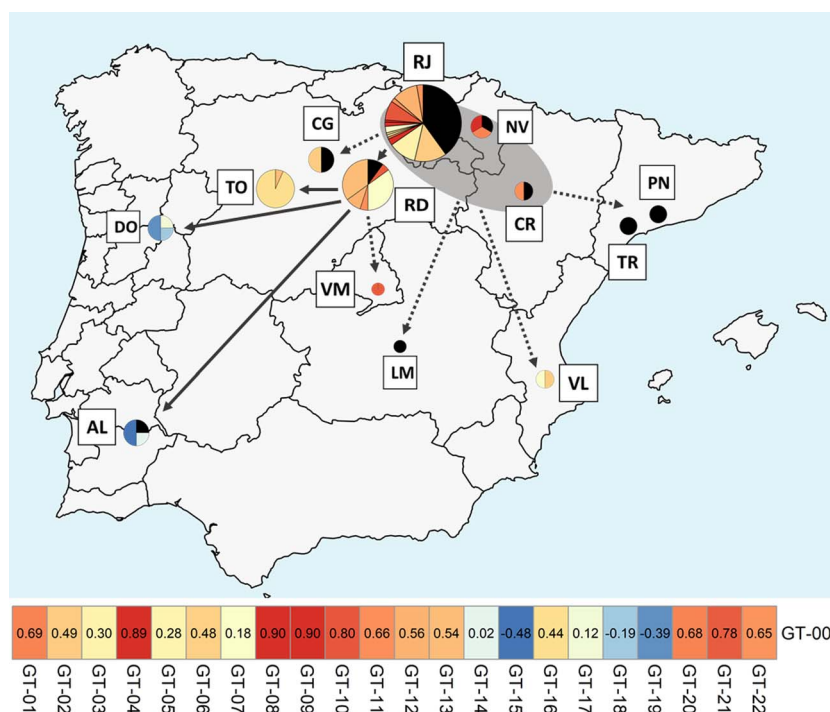 RJ
CG
NV
TO
RD
PN
CR
DO
TR
VM
LM
VL
AL
0.69 0.49 0.30 0.89 0.28 0.48 0.18 0.90 0.90 0.80 0.66 0.56 0.54 0.02 -0.48 0.44 0.12 -0.19 -0.39 0.68 0.78 0.65 GT-00
GT-01 GT-02 GT-03 GT-04 GT-05 GT-06 GT-07 GT-08 GT-09 GT-10 GT-11 GT-12 GT-13 GT-14 GT-15 GT-16 GT-17 GT-18 GT-19 GT-20 GT-21 GT-22